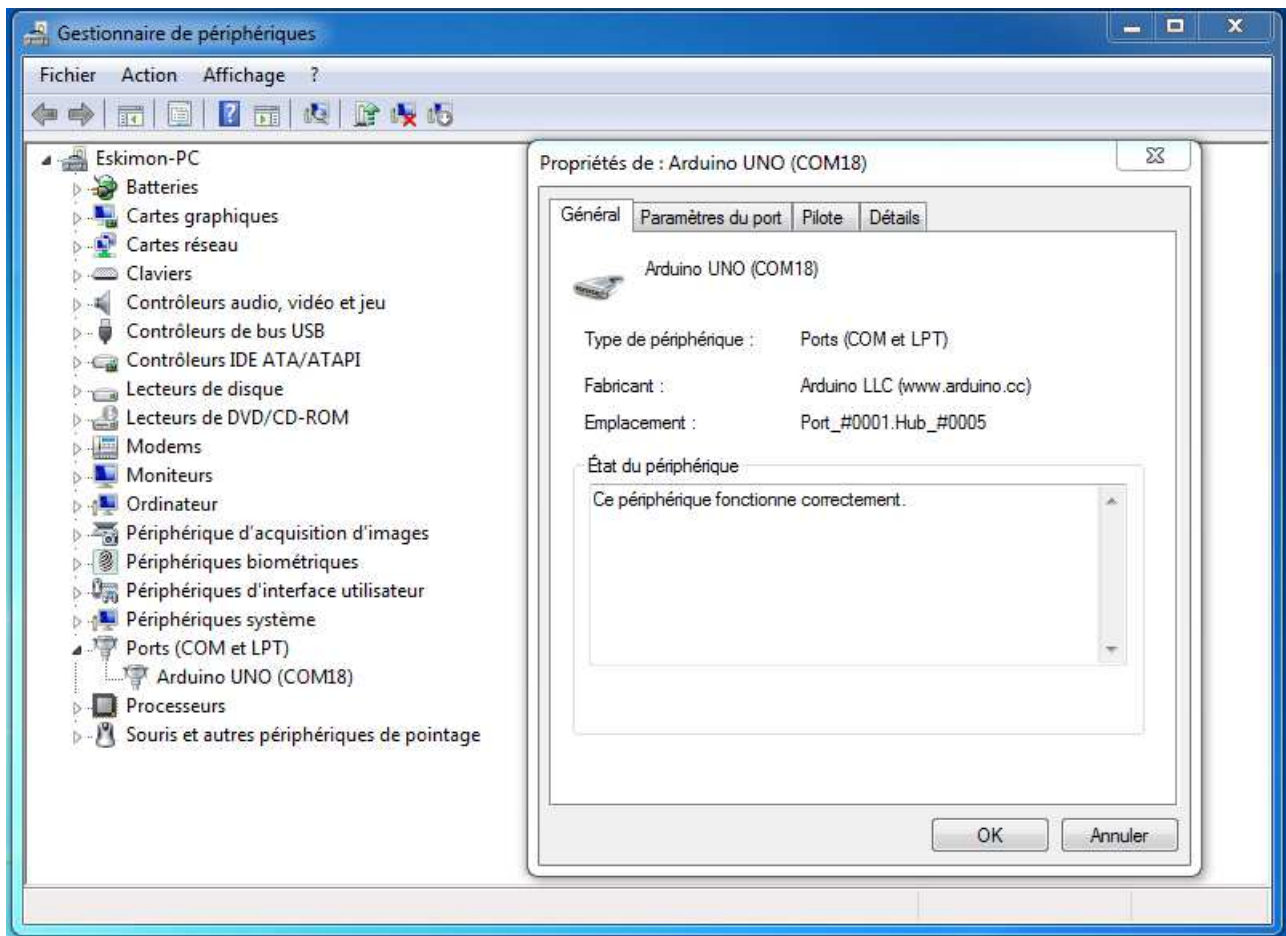 Gestionnaire de périphériques
Fichier Action Affichage ?
Eskimon-PC
Batteries
Cartes graphiques
Cartes réseau
Claviers
Contrôleurs audio, vidéo et jeu
Contrôleurs de bus USB
Contrôleurs IDE ATA/ATAPI
Lecteurs de disque
Lecteurs de DVD/CD-ROM
Modems
Moniteurs
Ordinateur
Périphérique d'acquisition d'images
Périphériques biométriques
Périphériques d'interface utilisateur
Périphériques système
Ports (COM et LPT)
Arduino UNO (COM18)
Processeurs
Souris et autres périphériques de pointage
Propriétés de : Arduino UNO (COM18)
Général Paramètres du port Pilote Détails
Arduino UNO (COM18)
Type de périphérique : Ports (COM et LPT)
Fabricant : Arduino LLC (www.arduino.cc)
Emplacement : Port_#0001.Hub_#0005
État du périphérique
Ce périphérique fonctionne correctement.
OK Annuler